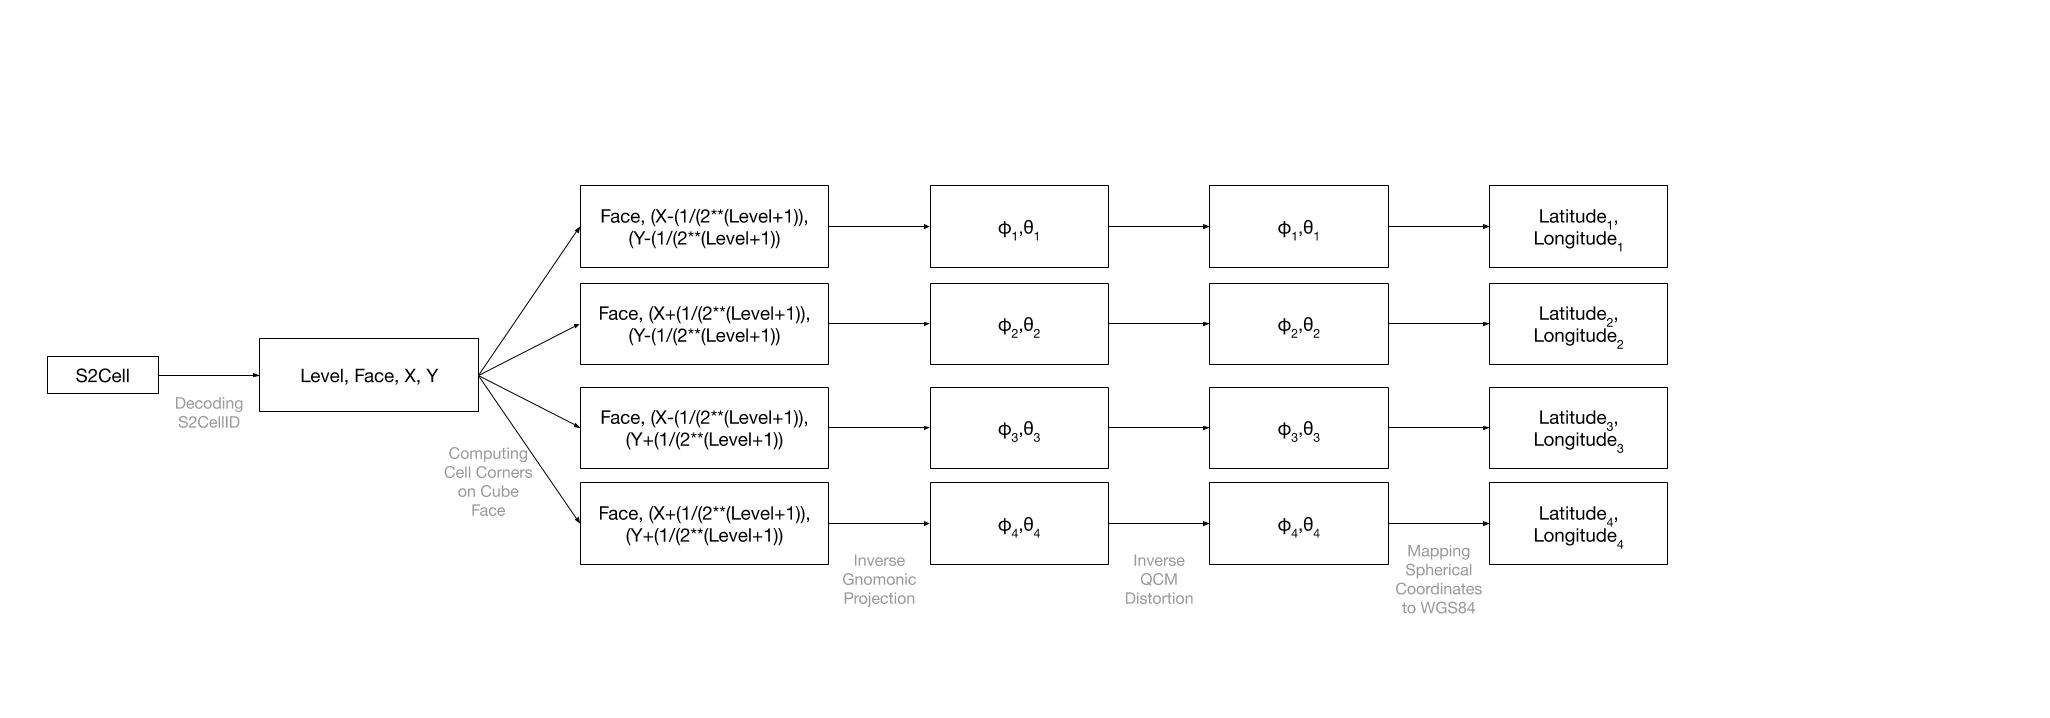 S2Cell
Decoding
S2CellID
Level, Face, X, Y
Computing
Cell Corners
on Cube
Face
Face, (X-(1/(2**(Level+1)),
(Y-(1/(2**(Level+1))
ϕ1,θ1
ϕ1,θ1
Latitude1,
Longitude1
Face, (X+(1/(2**(Level+1)),
(Y-(1/(2**(Level+1))
ϕ2,θ2
ϕ2,θ2
Latitude2,
Longitude2
Face, (X-(1/(2**(Level+1)),
(Y+(1/(2**(Level+1))
ϕ3,θ3
ϕ3,θ3
Latitude3,
Longitude3
Face, (X+(1/(2**(Level+1)),
(Y+(1/(2**(Level+1))
ϕ4,θ4
ϕ4,θ4
Latitude4,
Longitude4
Inverse
Gnomonic
Projection
Inverse
QCM
Distortion
Mapping
Spherical
Coordinates
to WGS84